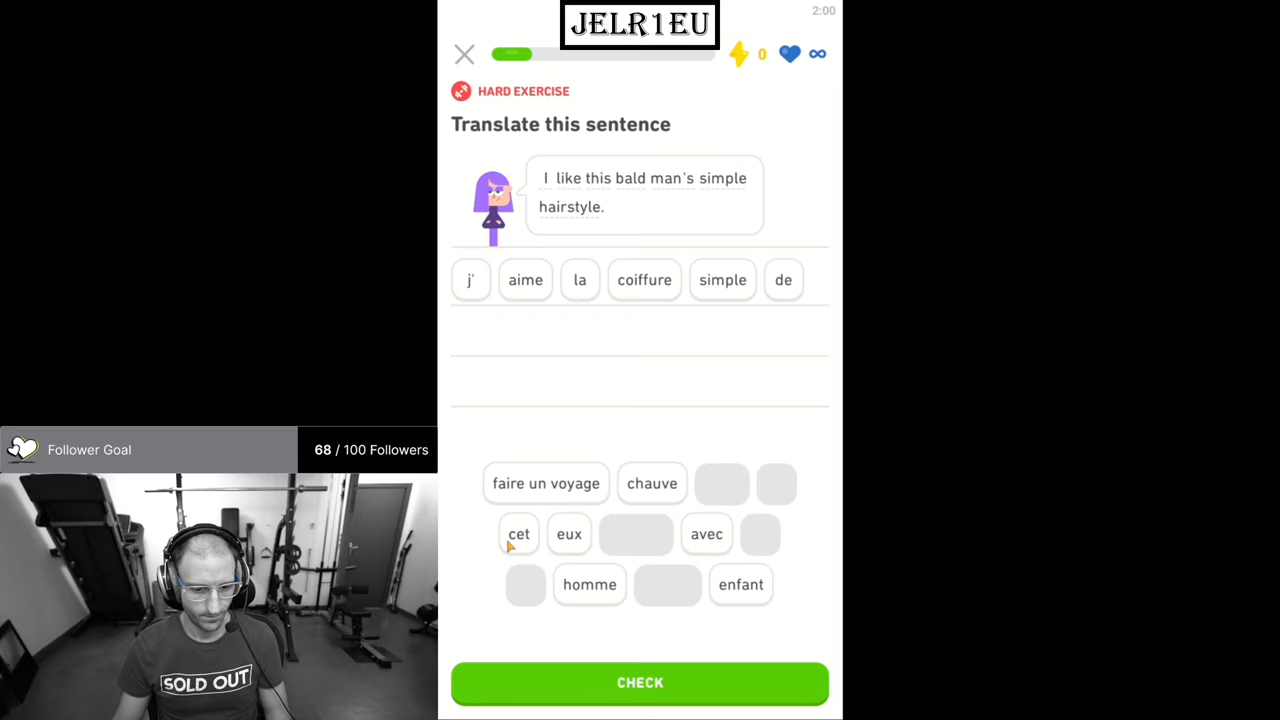 2:00
JELR1EU
0 ∞
HARD EXERCISE
Translate this sentence
I like this bald man's simple
hairstyle.
j' aime la coiffure simple de
Follower Goal 68 / 100 Followers
faire un voyage chauve
cet eux avec
homme enfant
SOLD OUT
CHECK